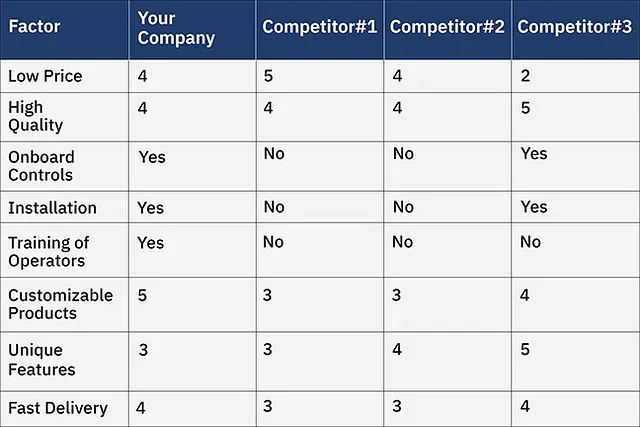 Factor Your Company Competitor#1 Competitor#2 Competitor#3
Low Price 4 5 4 2
High Quality 4 4 4 5
Onboard Controls Yes No No Yes
Installation Yes No No Yes
Training of Operators Yes No No No
Customizable Products 5 3 3 4
Unique Features 3 3 4 5
Fast Delivery 4 3 3 4